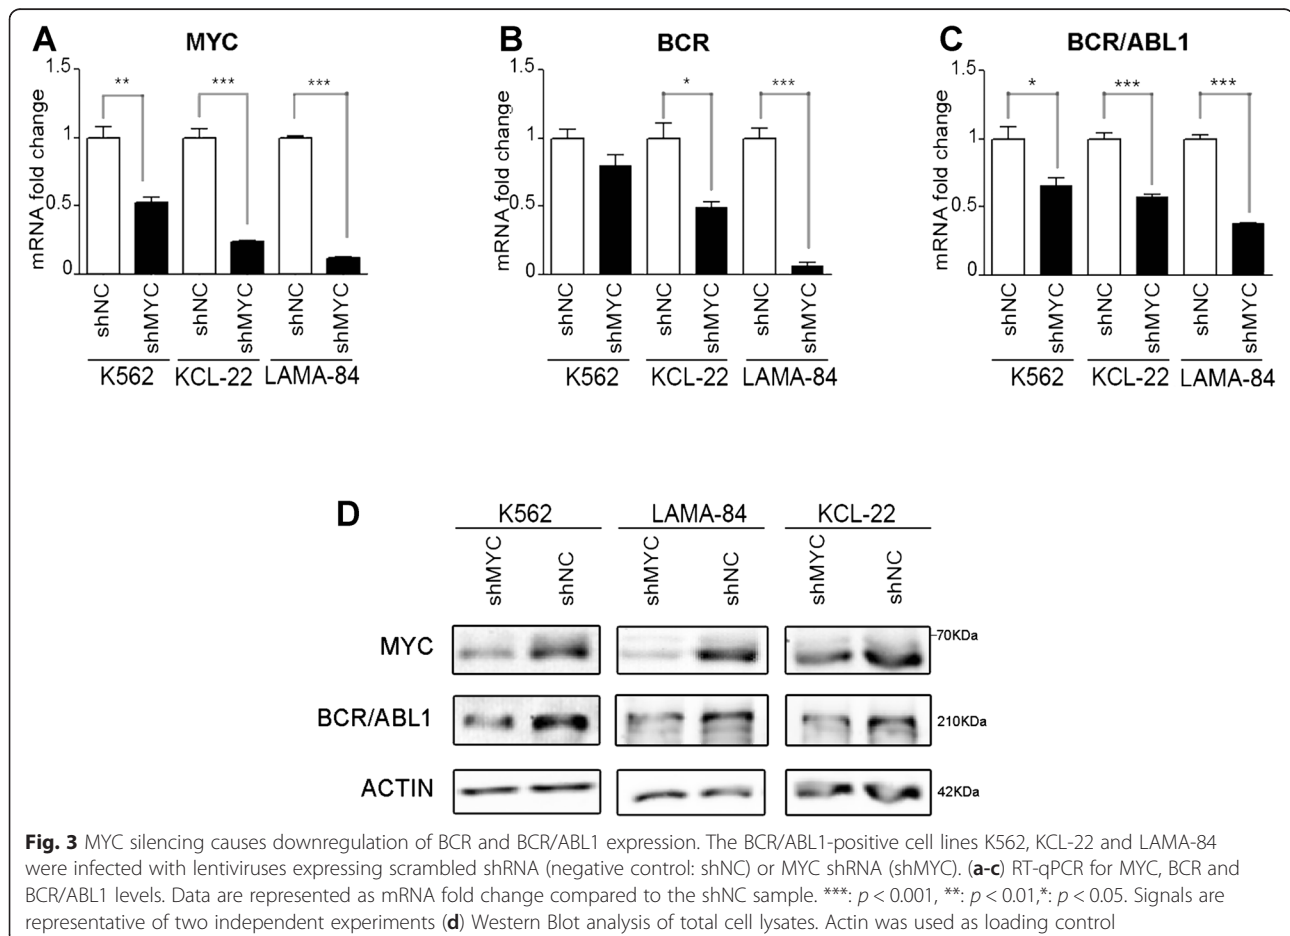 A
MYC
mRNA fold change
1.5
1
0.5
0
** *** ***
shNC shMYC shNC shMYC shNC shMYC
K562 KCL-22 LAMA-84
B
BCR
mRNA fold change
1.5
1
0.5
0
* ***
shNC shMYC shNC shMYC shNC shMYC
K562 KCL-22 LAMA-84
C
BCR/ABL1
mRNA fold change
1.5
1
0.5
0
* *** ***
shNC shMYC shNC shMYC shNC shMYC
K562 KCL-22 LAMA-84
D
K562 LAMA-84 KCL-22
shMYC shNC shMYC shNC shMYC shNC
MYC 70KDa
BCR/ABL1 210KDa
ACTIN 42KDa
Fig. 3 MYC silencing causes downregulation of BCR and BCR/ABL1 expression. The BCR/ABL1-positive cell lines K562, KCL-22 and LAMA-84
were infected with lentiviruses expressing scrambled shRNA (negative control: shNC) or MYC shRNA (shMYC). (a-c) RT-qPCR for MYC, BCR and
BCR/ABL1 levels. Data are represented as mRNA fold change compared to the shNC sample. ***: p < 0.001, **: p < 0.01,*: p < 0.05. Signals are
representative of two independent experiments (d) Western Blot analysis of total cell lysates. Actin was used as loading control